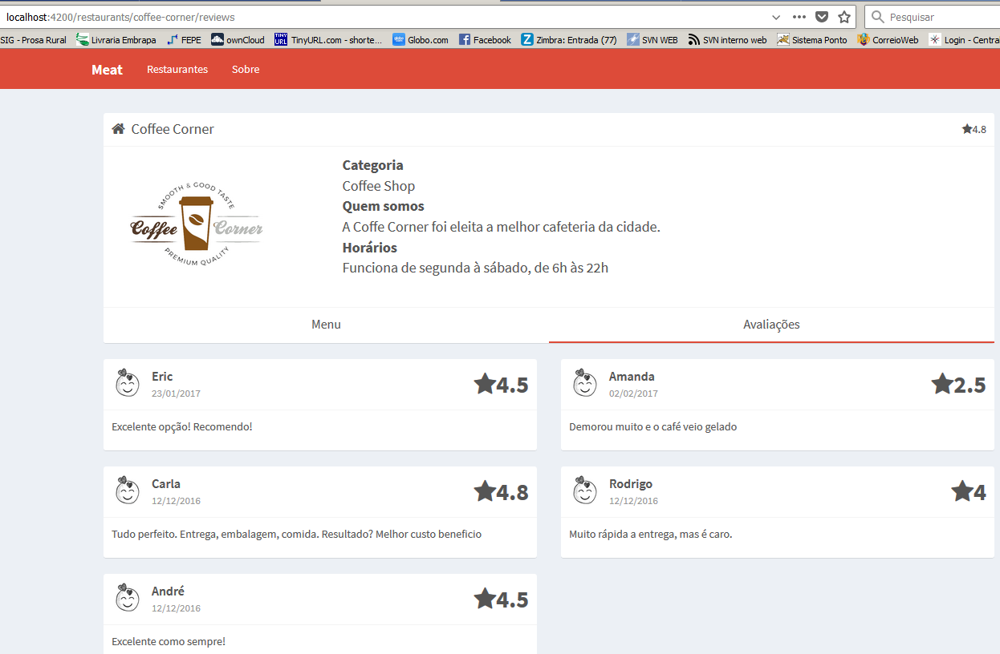 localhost:4200/restaurants/coffee-corner/reviews
Pesquisar
SIG - Prosa Rural Livraria Embrapa FEPE ownCloud TINY URL TinyURL.com - shorte... Globo.com Facebook Z Zimbra: Entrada (77) SVN WEB SVN interno web Sistema Ponto CorreioWeb Login - Centra
Meat Restaurantes Sobre
Coffee Corner 4.8
SMOOTH & GOOD TASTE
Coffee Corner
PREMIUM QUALITY
Categoria
Coffee Shop
Quem somos
A Coffe Corner foi eleita a melhor cafeteria da cidade.
Horários
Funciona de segunda à sábado, de 6h às 22h
Menu Avaliações
Eric 4.5
23/01/2017
Excelente opção! Recomendo!
Amanda 2.5
02/02/2017
Demorou muito e o café veio gelado
Carla 4.8
12/12/2016
Tudo perfeito. Entrega, embalagem, comida. Resultado? Melhor custo beneficio
Rodrigo 4
12/12/2016
Muito rápida a entrega, mas é caro.
André 4.5
12/12/2016
Excelente como sempre!